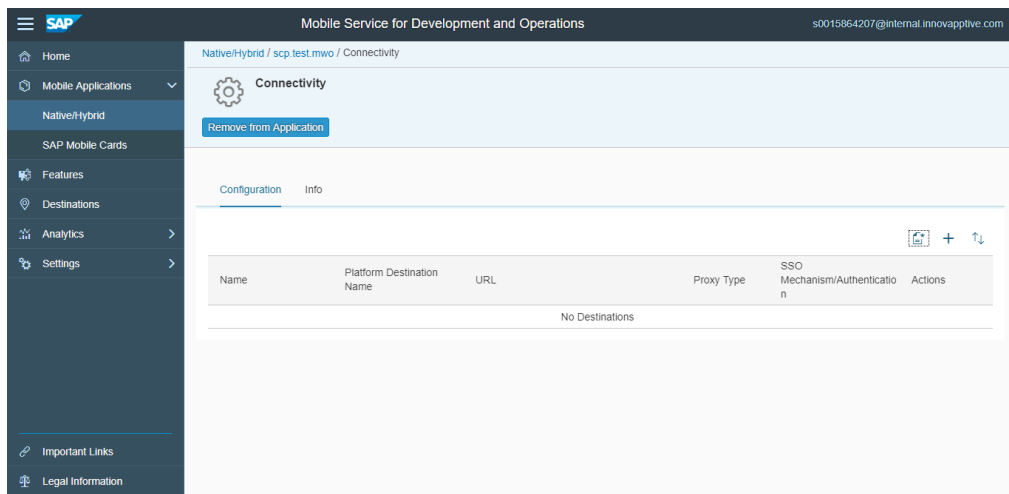 SAP
Mobile Service for Development and Operations
s0015864207@internal.innovapptive.com
Home
Mobile Applications
Native/Hybrid
SAP Mobile Cards
Features
Destinations
Analytics
Settings
Important Links
Legal Information
Native/Hybrid / scp.test.mwo / Connectivity
Connectivity
Remove from Application
Configuration Info
Name
Platform Destination
Name
URL
Proxy Type
SSO
Mechanism/Authenticatio
n
Actions
No Destinations